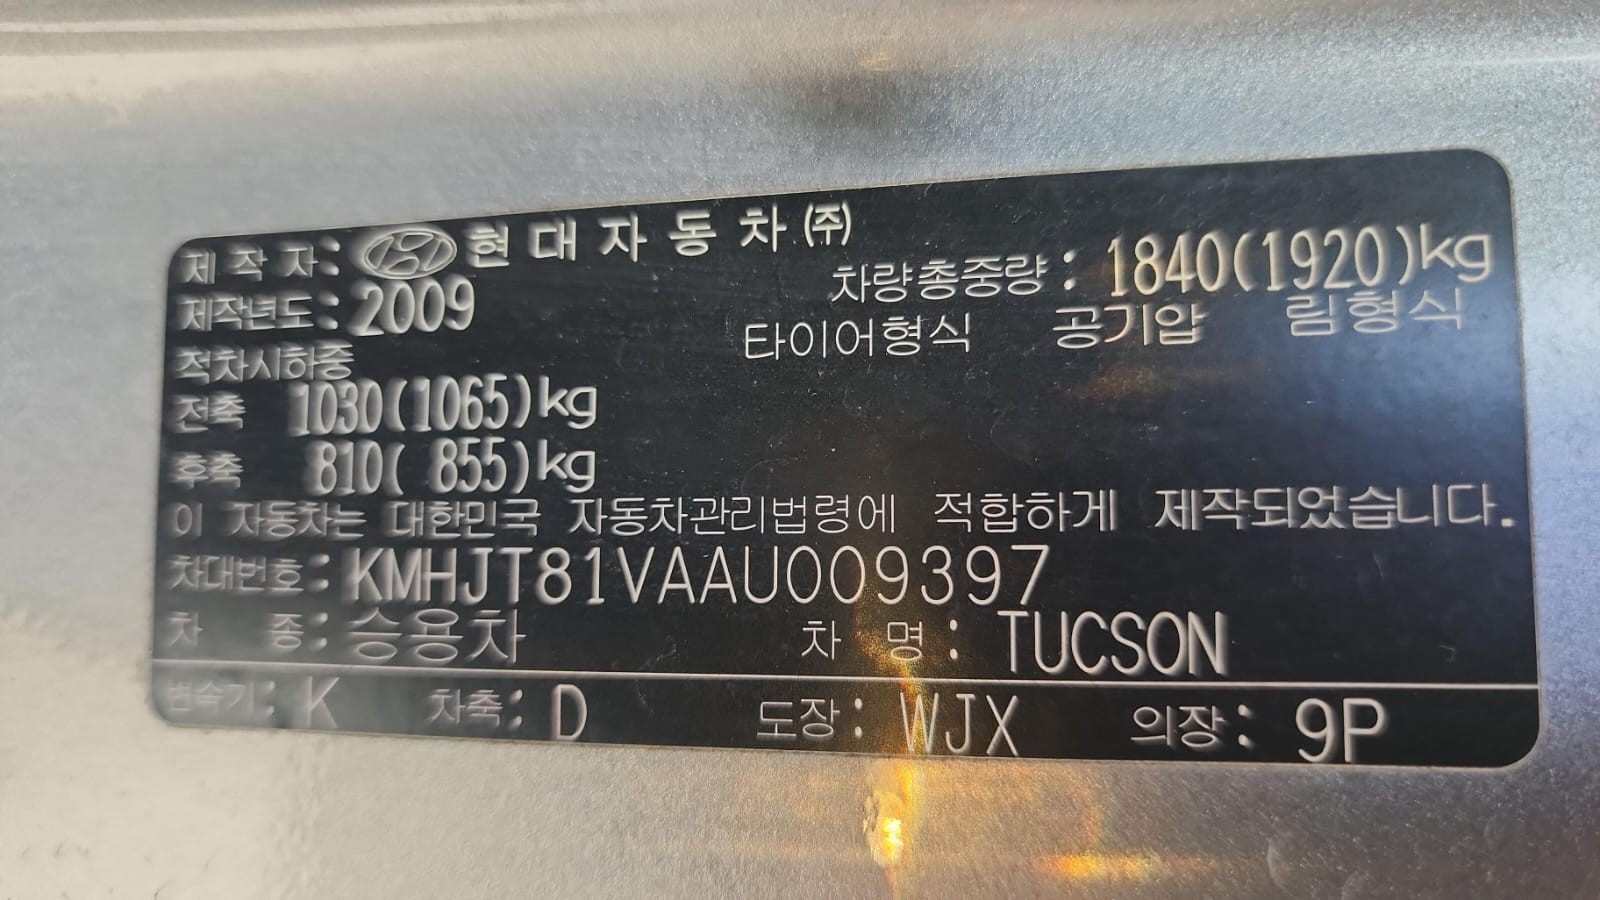 제 작 자: 현대자동차(주)
제작년도: 2009
차량총중량: 1840(1920)kg
적차시하중
타이어형식 공기압 림형식
전축 1030(1065)kg
후축 810( 855)kg
이 자동차는 대한민국 자동차관리법령에 적합하게 제작되었습니다.
차대번호: KMHJT81VAAU009397
차 종: 승용차 차 명: TUCSON
변속기: K 차축: D 도장: WJX 의장: 9P